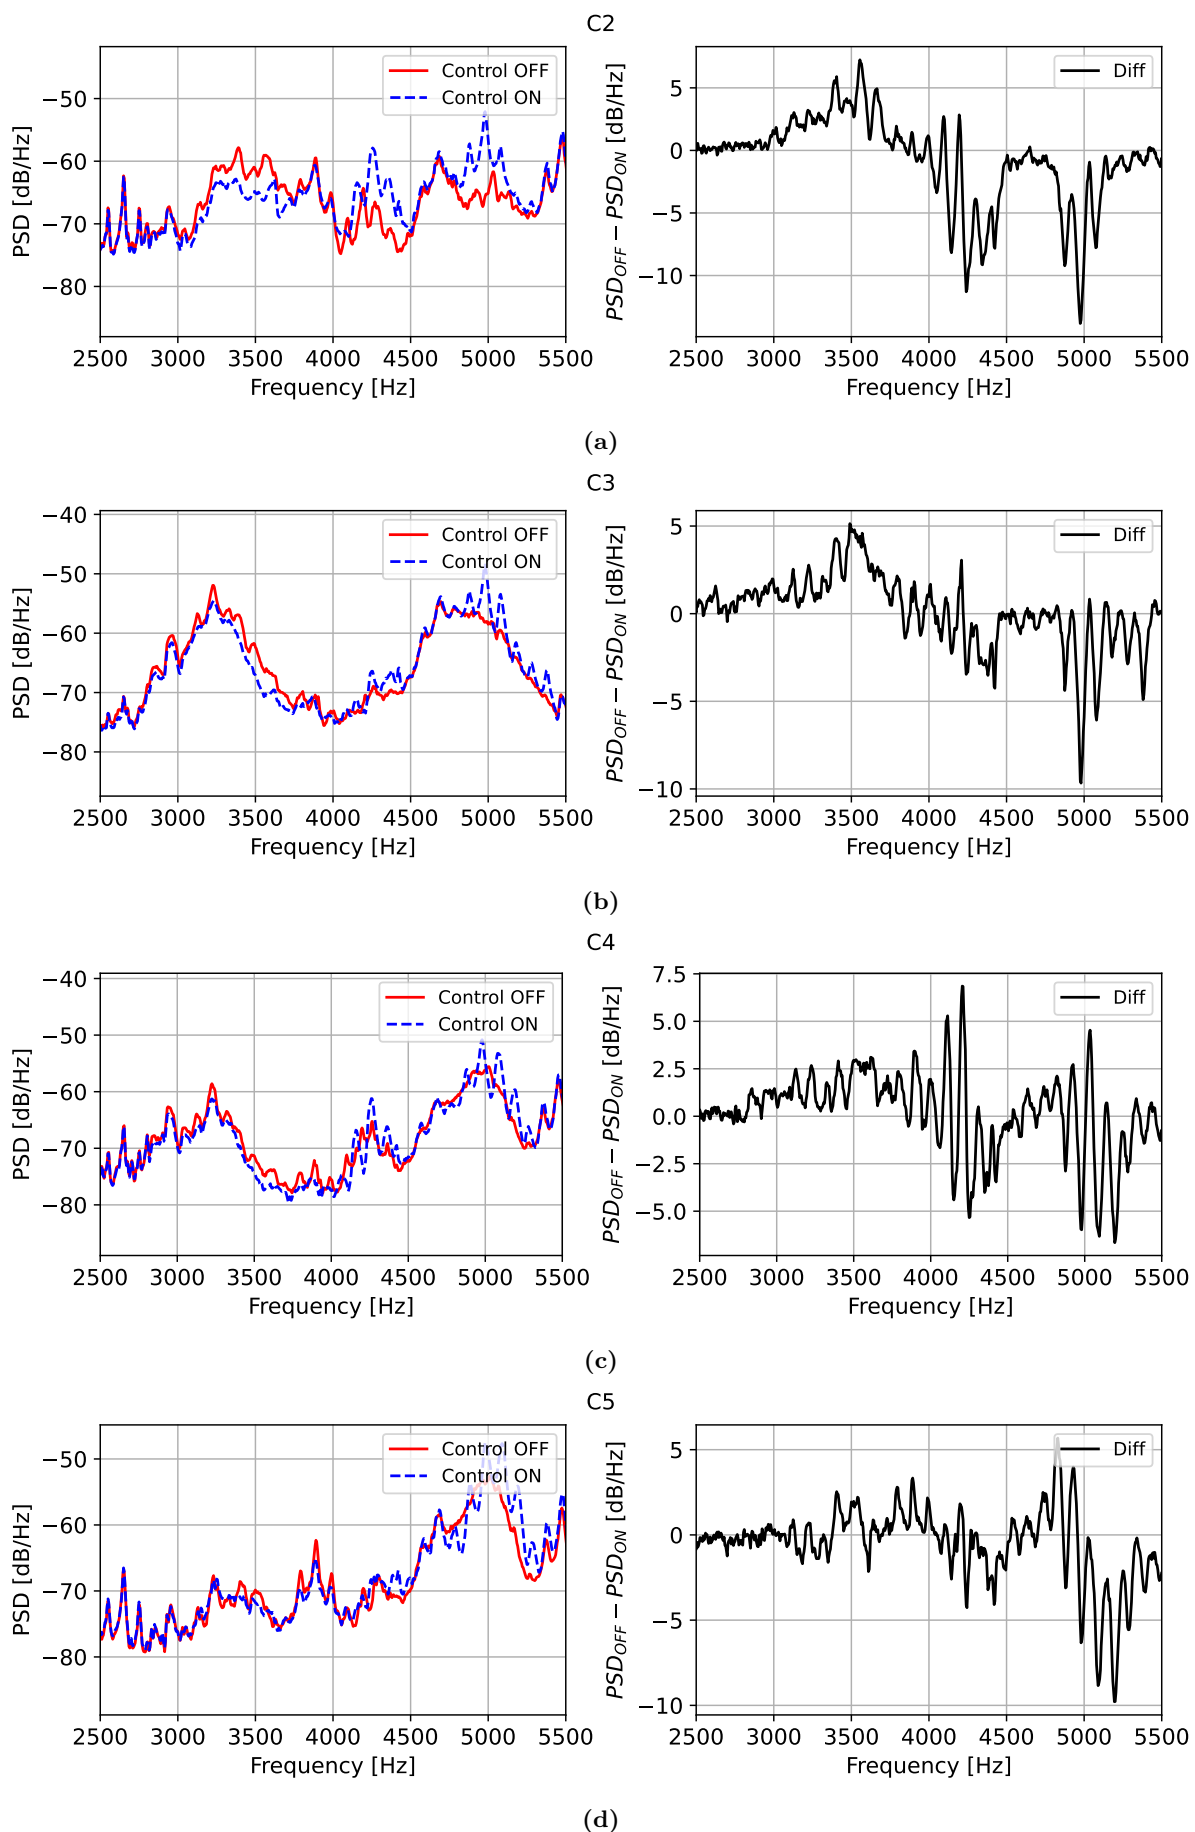 C2
PSD [dB/Hz]
−50
−60
−70
−80
Control OFF
Control ON
2500 3000 3500 4000 4500 5000 5500
Frequency [Hz]
PSD_OFF − PSD_ON [dB/Hz]
5
0
−5
−10
Diff
2500 3000 3500 4000 4500 5000 5500
Frequency [Hz]
(a)
C3
PSD [dB/Hz]
−40
−50
−60
−70
−80
Control OFF
Control ON
2500 3000 3500 4000 4500 5000 5500
Frequency [Hz]
PSD_OFF − PSD_ON [dB/Hz]
5
0
−5
−10
Diff
2500 3000 3500 4000 4500 5000 5500
Frequency [Hz]
(b)
C4
PSD [dB/Hz]
−40
−50
−60
−70
−80
Control OFF
Control ON
2500 3000 3500 4000 4500 5000 5500
Frequency [Hz]
PSD_OFF − PSD_ON [dB/Hz]
7.5
5.0
2.5
0.0
−2.5
−5.0
Diff
2500 3000 3500 4000 4500 5000 5500
Frequency [Hz]
(c)
C5
PSD [dB/Hz]
−50
−60
−70
−80
Control OFF
Control ON
2500 3000 3500 4000 4500 5000 5500
Frequency [Hz]
PSD_OFF − PSD_ON [dB/Hz]
5
0
−5
−10
Diff
2500 3000 3500 4000 4500 5000 5500
Frequency [Hz]
(d)